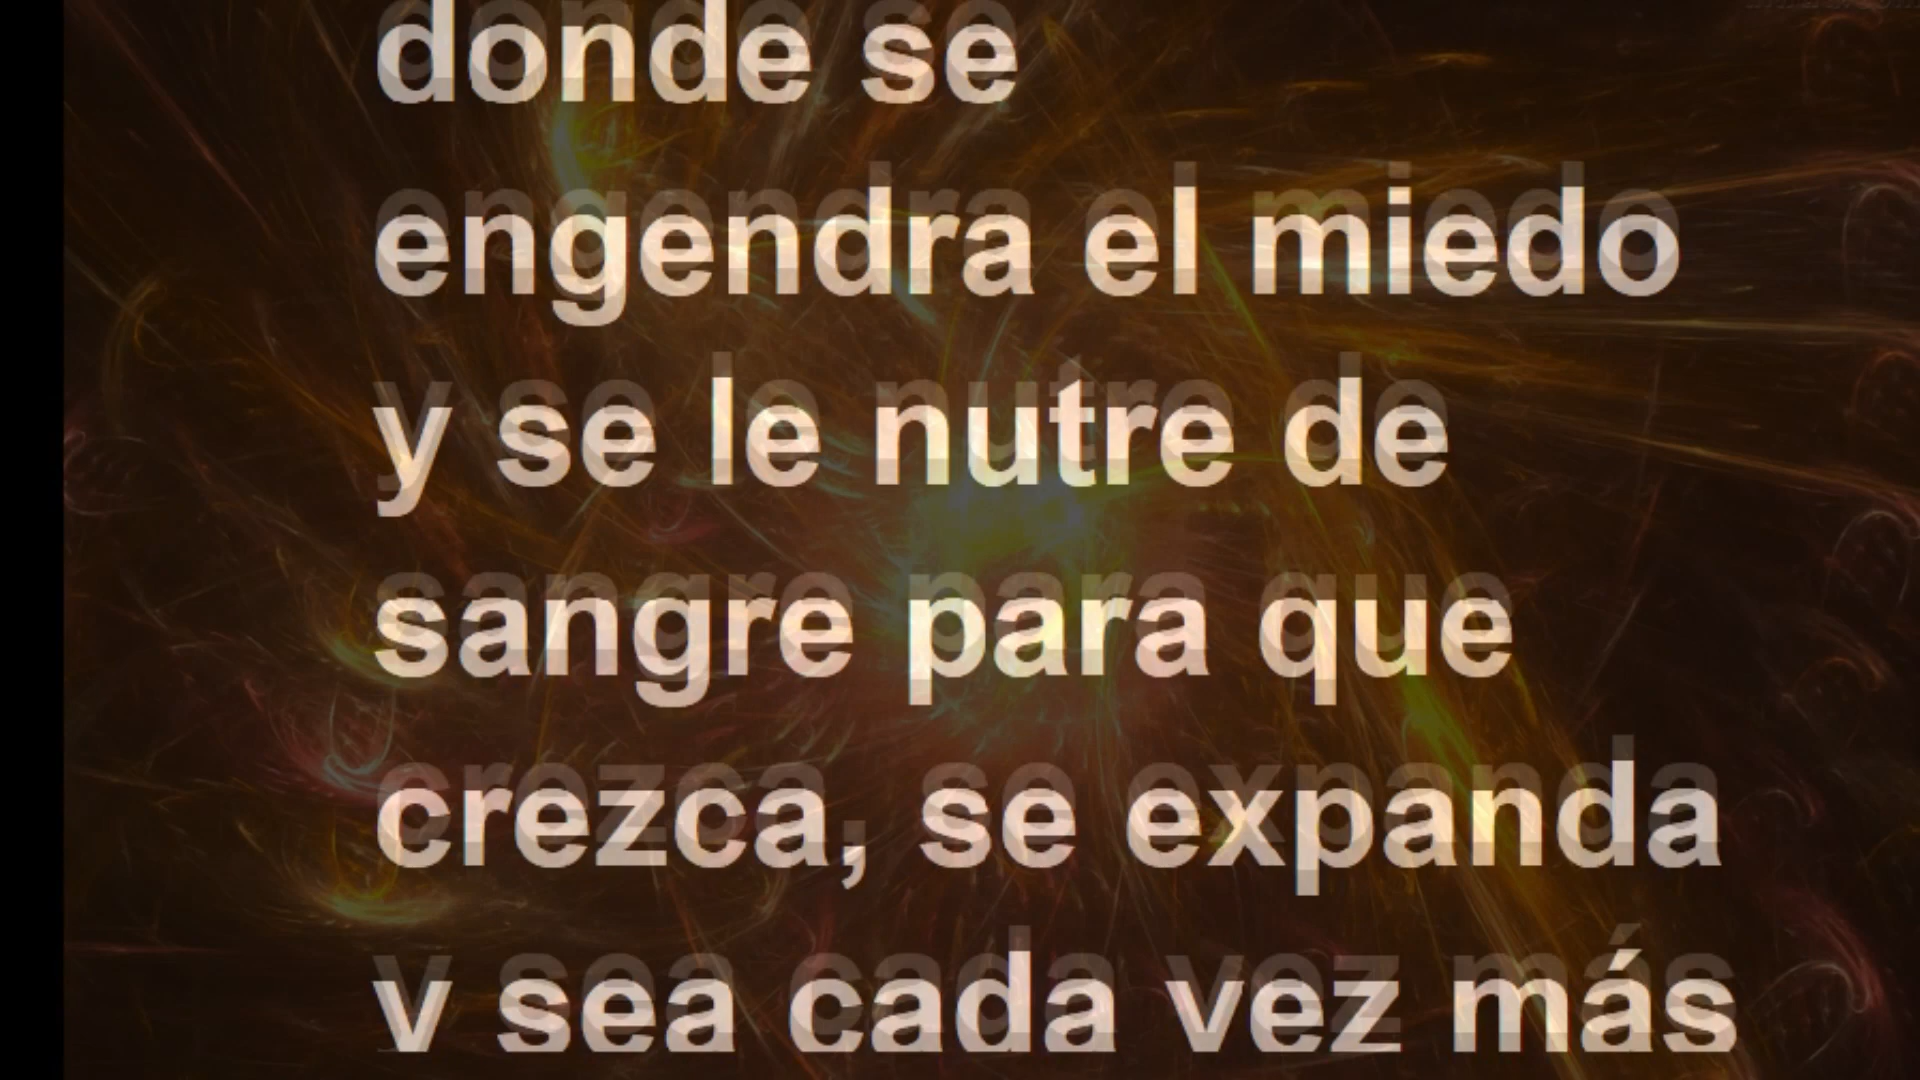 donde se
engendra el miedo
y se le nutre de
sangre para que
crezca, se expanda
y sea cada vez más